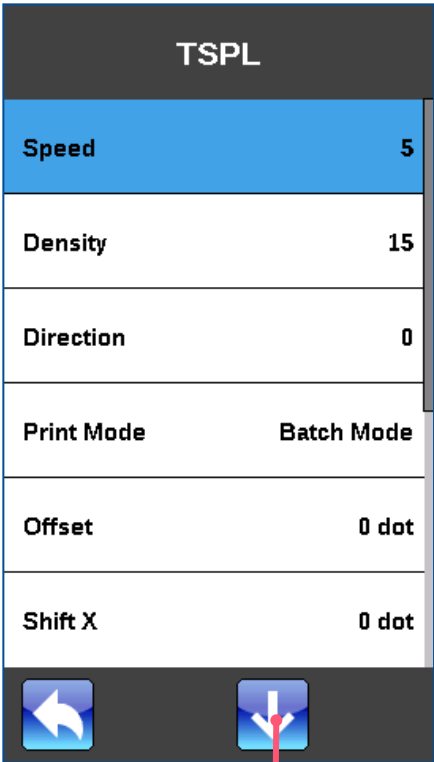 TSPL
Speed 5
Density 15
Direction 0
Print Mode Batch Mode
Offset 0 dot
Shift X 0 dot